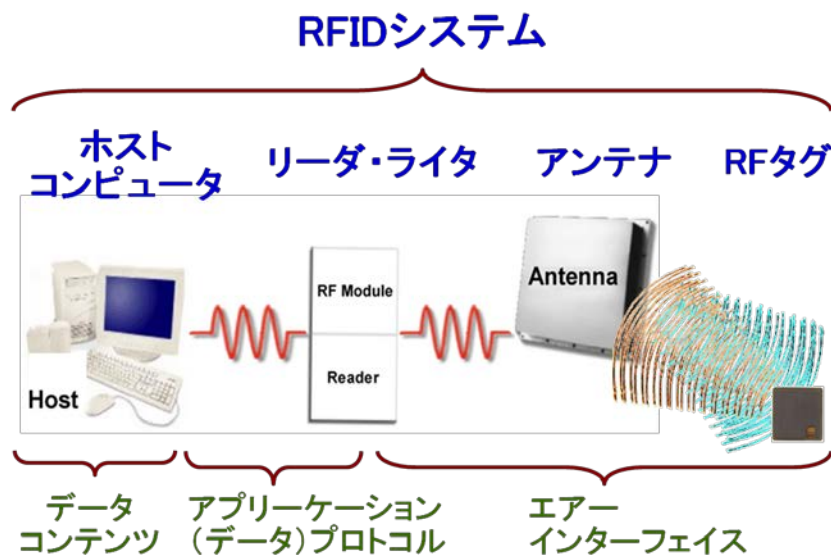 RFIDシステム
ホスト
コンピュータ
リーダ・ライタ
アンテナ
RFタグ
Host
RF Module
Reader
Antenna
データ
コンテンツ
アプリーケーション
(データ)プロトコル
エアー
インターフェイス